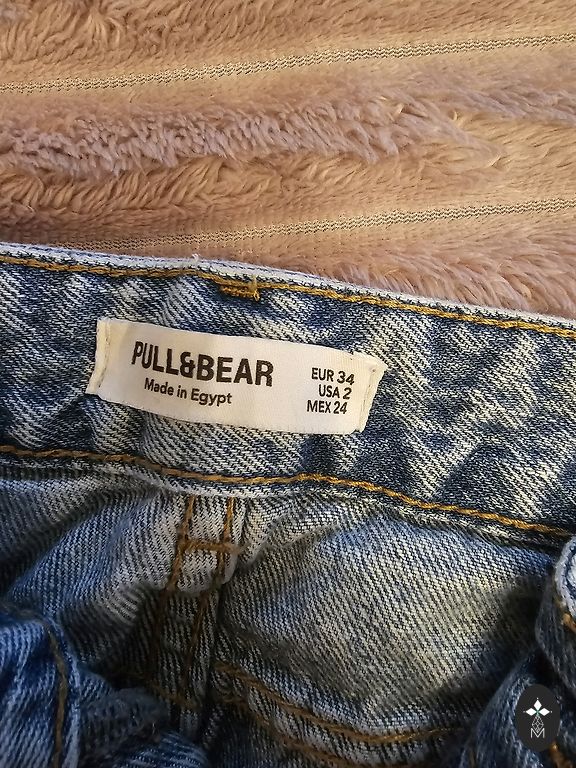 PULL&BEAR
Made in Egypt
EUR 34
USA 2
MEX 24
M